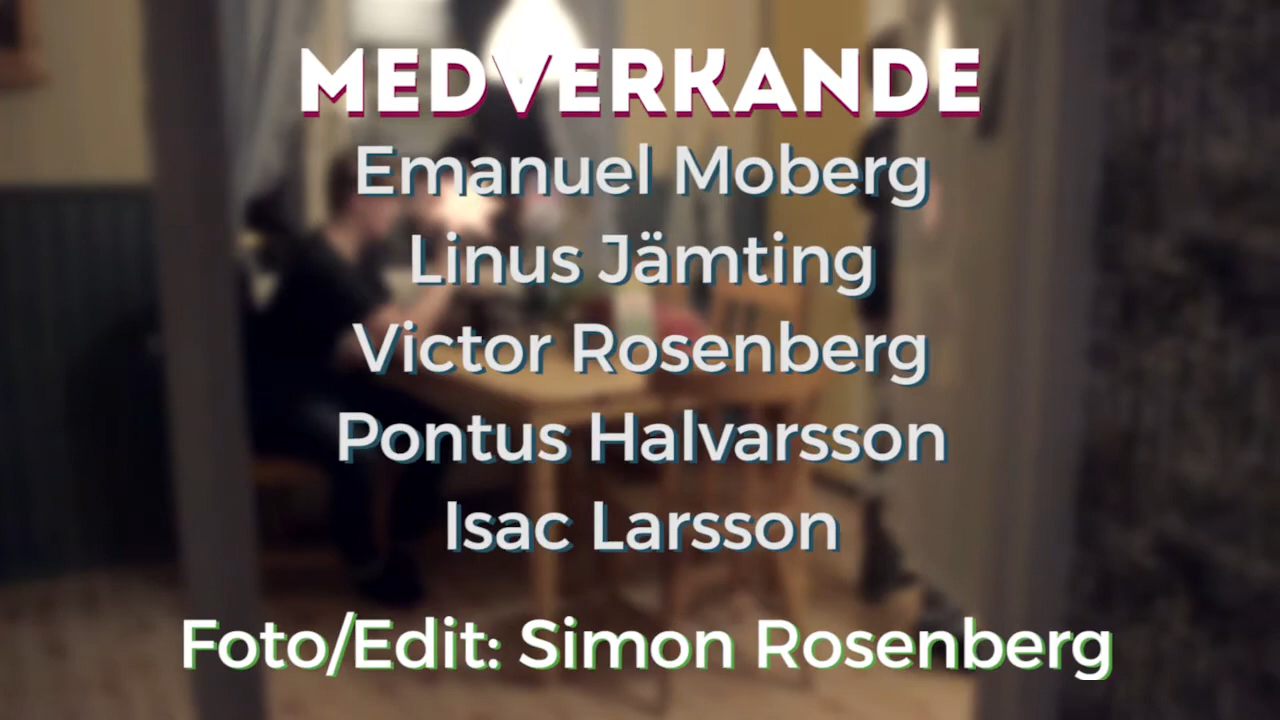 MEDVERKANDE
Emanuel Moberg
Linus Jämting
Victor Rosenberg
Pontus Halvarsson
Isac Larsson
Foto/Edit: Simon Rosenberg